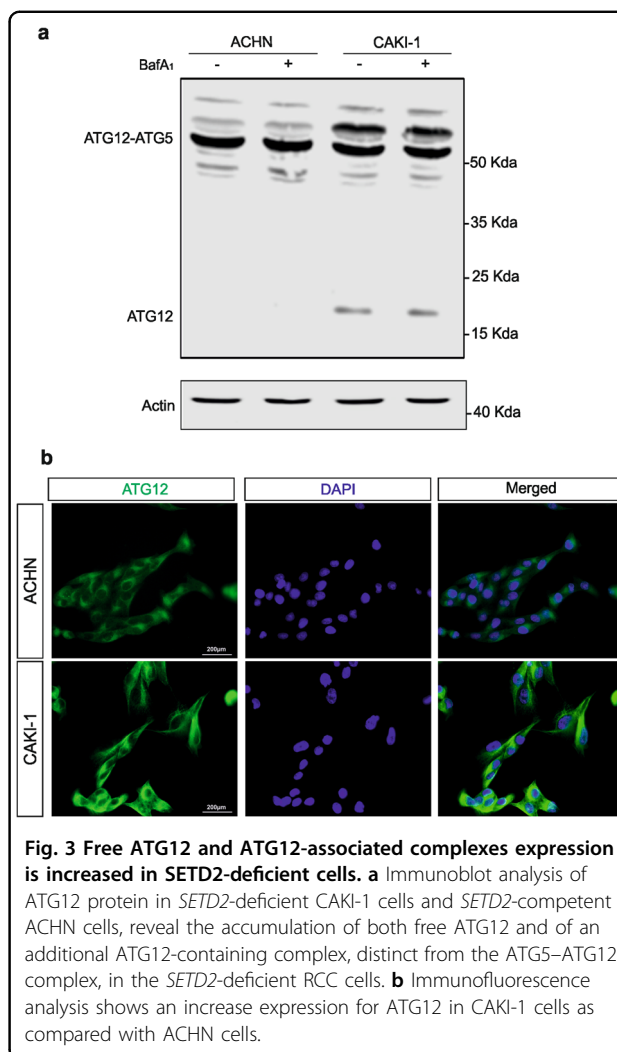 a
ACHN CAKI-1
BafA1 - + - +
ATG12-ATG5
50 Kda
35 Kda
25 Kda
ATG12
15 Kda
Actin
40 Kda
b
ATG12 DAPI Merged
ACHN
200μm
CAKI-1
200μm
Fig. 3 Free ATG12 and ATG12-associated complexes expression
is increased in SETD2-deficient cells. a Immunoblot analysis of
ATG12 protein in SETD2-deficient CAKI-1 cells and SETD2-competent
ACHN cells, reveal the accumulation of both free ATG12 and of an
additional ATG12-containing complex, distinct from the ATG5–ATG12
complex, in the SETD2-deficient RCC cells. b Immunofluorescence
analysis shows an increase expression for ATG12 in CAKI-1 cells as
compared with ACHN cells.